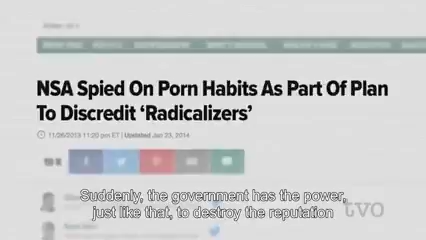 NSA Spied On Porn Habits As Part Of Plan
To Discredit 'Radicalizers'
11/26/2013 11:20 pm ET | Updated Jan 23, 2014
Suddenly, the government has the power,
just like that, to destroy the reputation
tvo